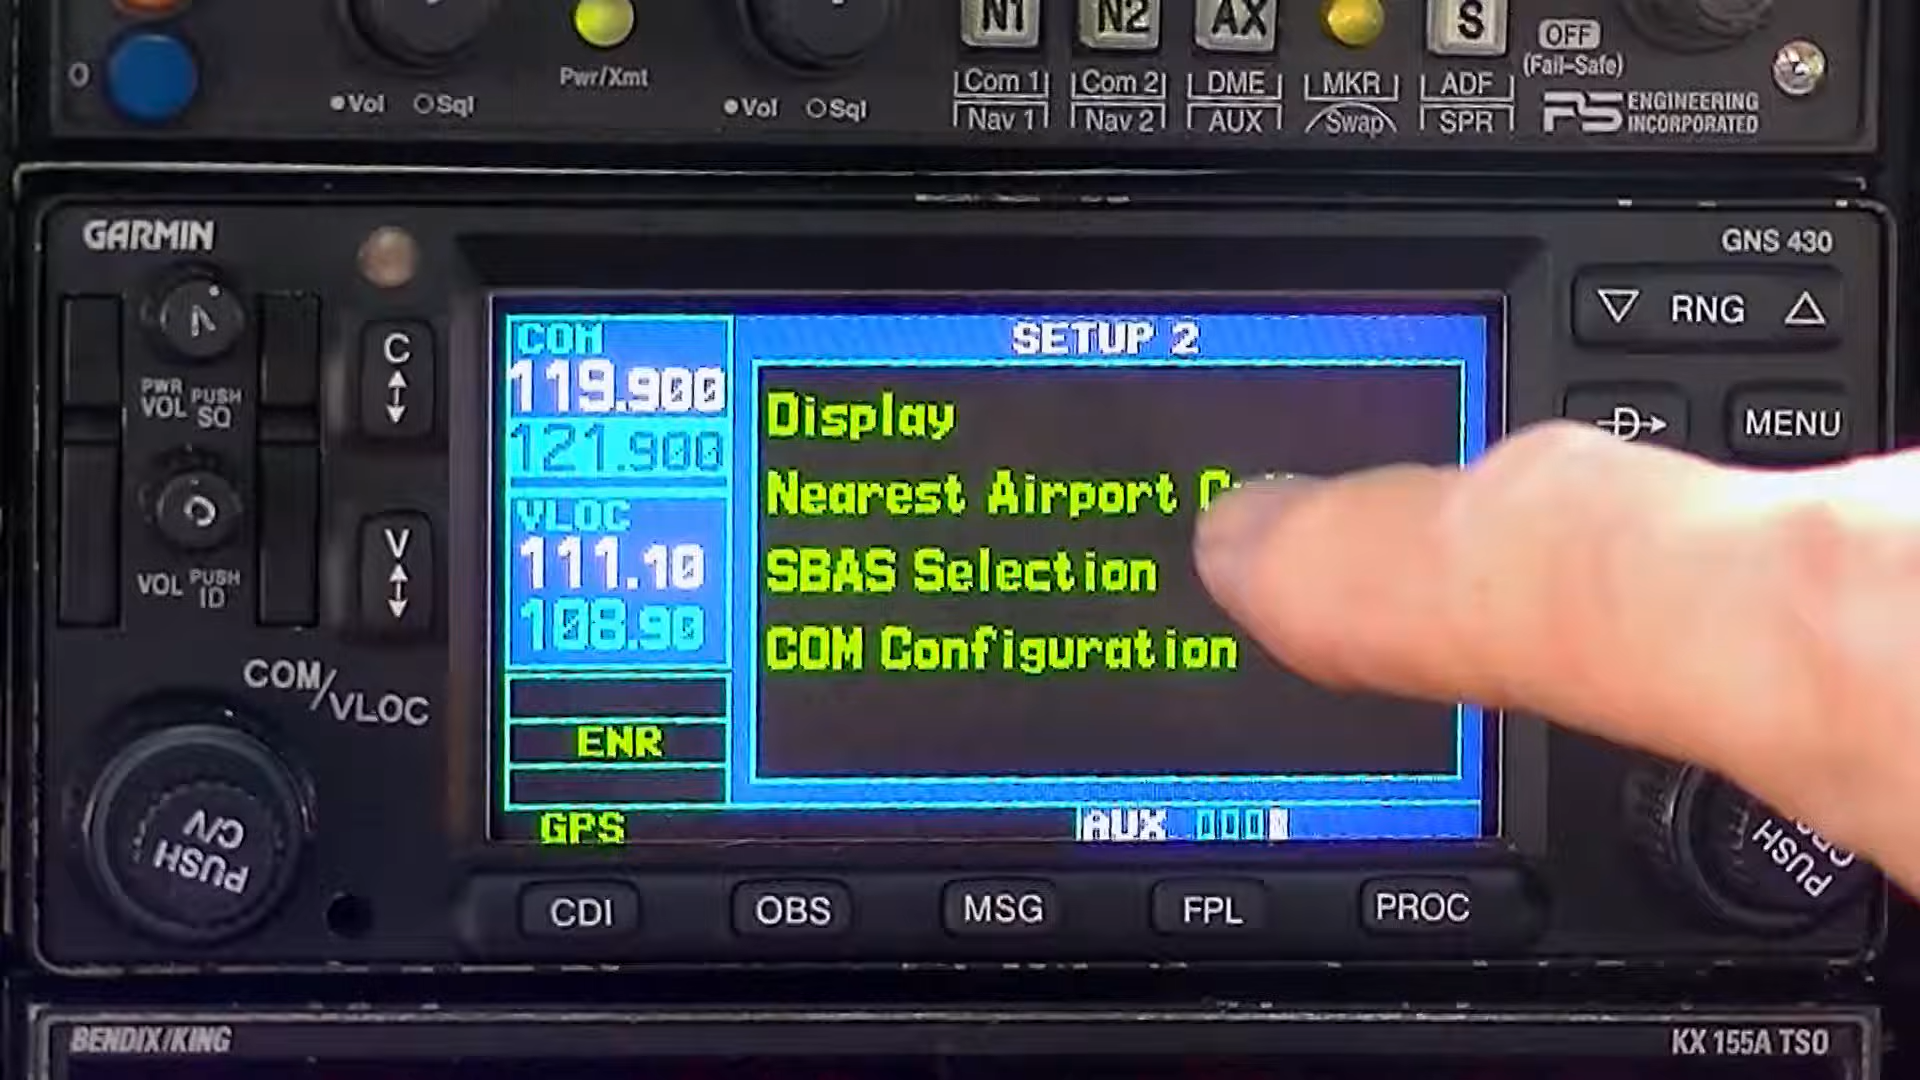 N1 N2 AX S
OFF
(Fail-Safe)
Pwr/Xmt
Vol Sql
Vol Sql
Com 1 Com 2 DME MKR ADF
Nav 1 Nav 2 AUX Swap SPR
PS ENGINEERING
INCORPORATED
GARMIN
GNS 430
C
PWR
VOL
PUSH
SQ
V
VOL
PUSH
ID
COM/VLOC
PUSH
C/V
COM
119.900
121.900
VLOC
111.10
108.90
ENR
GPS
SETUP 2
Display
Nearest Airport
SBAS Selection
COM Configuration
AUX
RNG
D
MENU
PUSH
CDI OBS MSG FPL PROC
BENDIX/KING
KX 155A TSO